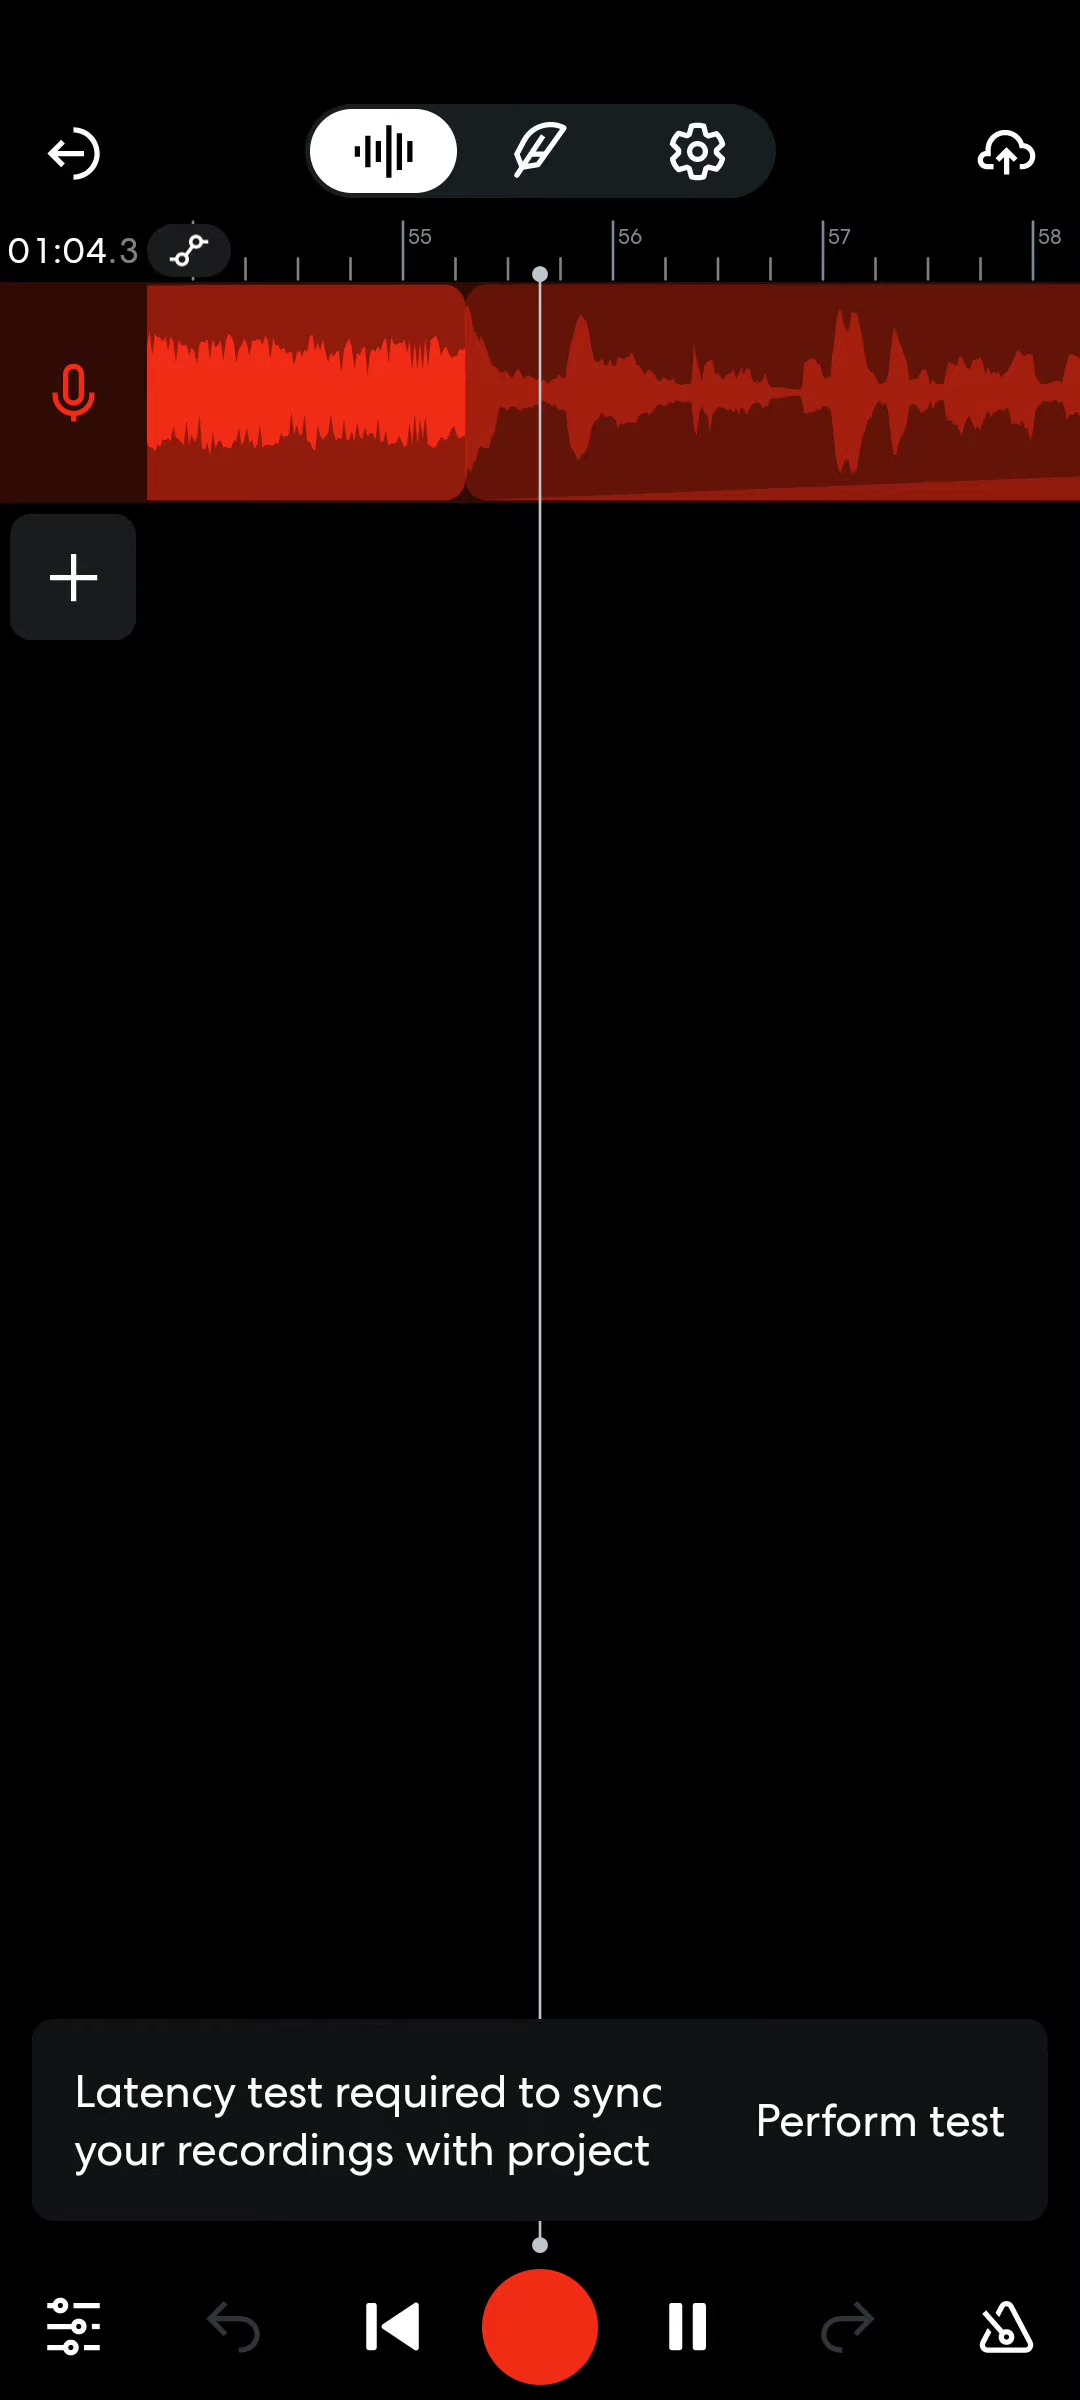 01:04.3
55
56
57
58
Latency test required to sync
your recordings with project
Perform test